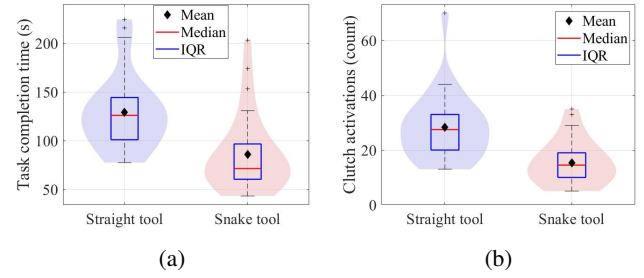 Task completion time (s)
200
150
100
50
Mean
Median
IQR
Straight tool
Snake tool
(a)
Clutch activations (count)
60
40
20
0
Mean
Median
IQR
Straight tool
Snake tool
(b)